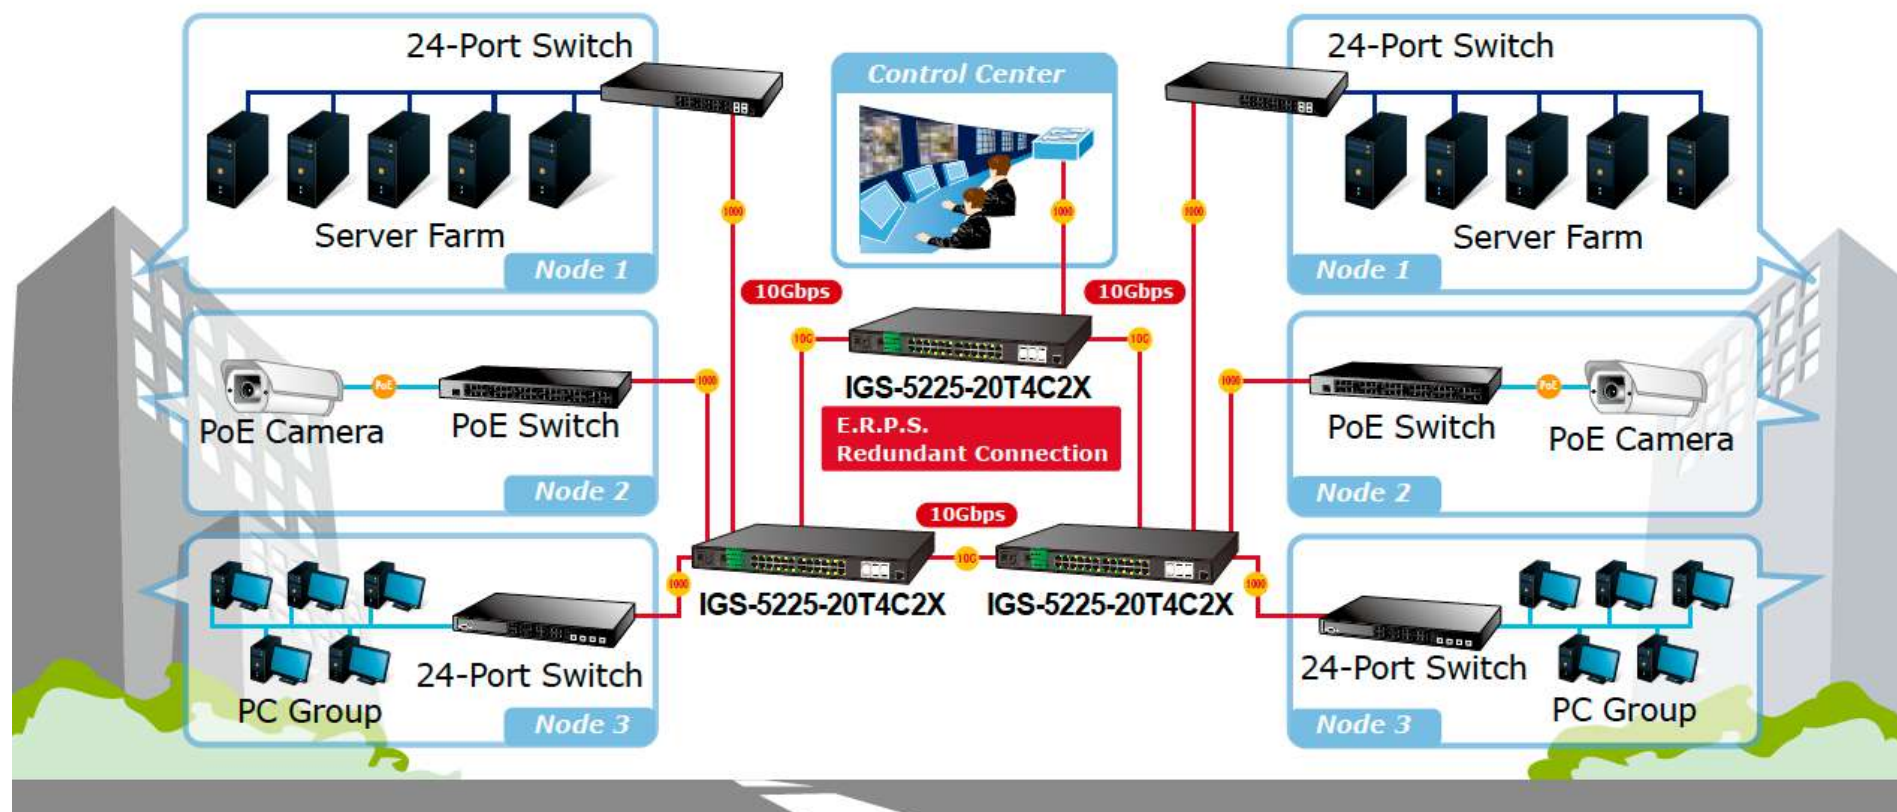 24-Port Switch
Server Farm
Node 1
1000
Control Center
1000
24-Port Switch
Server Farm
Node 1
1000
10Gbps
10Gbps
10G
10G
IGS-5225-20T4C2X
E.R.P.S.
Redundant Connection
PoE
1000
PoE Camera
PoE Switch
Node 2
1000
PoE
PoE Switch
PoE Camera
Node 2
10Gbps
10G
IGS-5225-20T4C2X
IGS-5225-20T4C2X
1000
24-Port Switch
PC Group
Node 3
1000
24-Port Switch
PC Group
Node 3